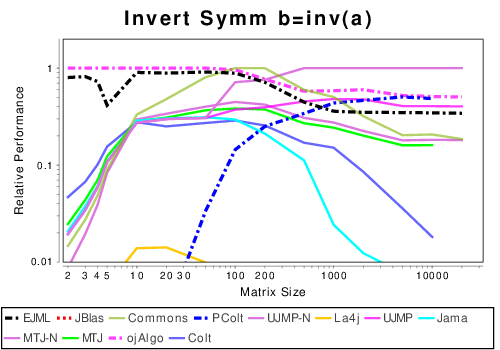 Invert Symm b=inv(a)
Relative Performance
1
0.1
0.01
2 3 4 5 10 20 30 100 200 1000 10000
Matrix Size
EJML JBlas Commons PColt UJMP-N La4j UJMP Jama
MTJ-N MTJ ojAlgo Colt